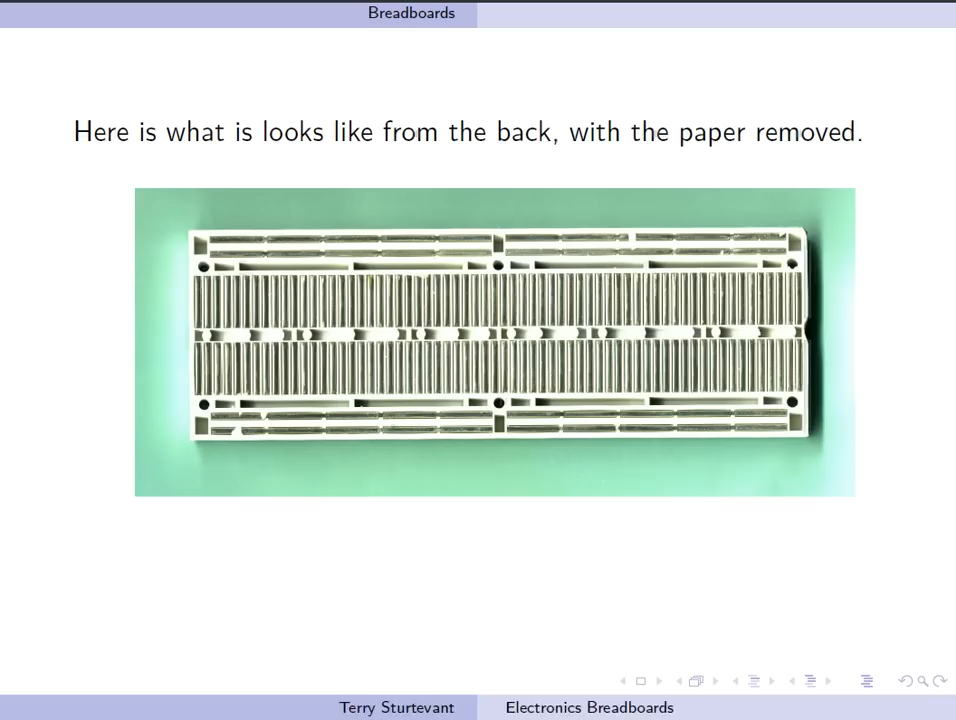 Breadboards
Here is what is looks like from the back, with the paper removed.
Terry Sturtevant
Electronics Breadboards